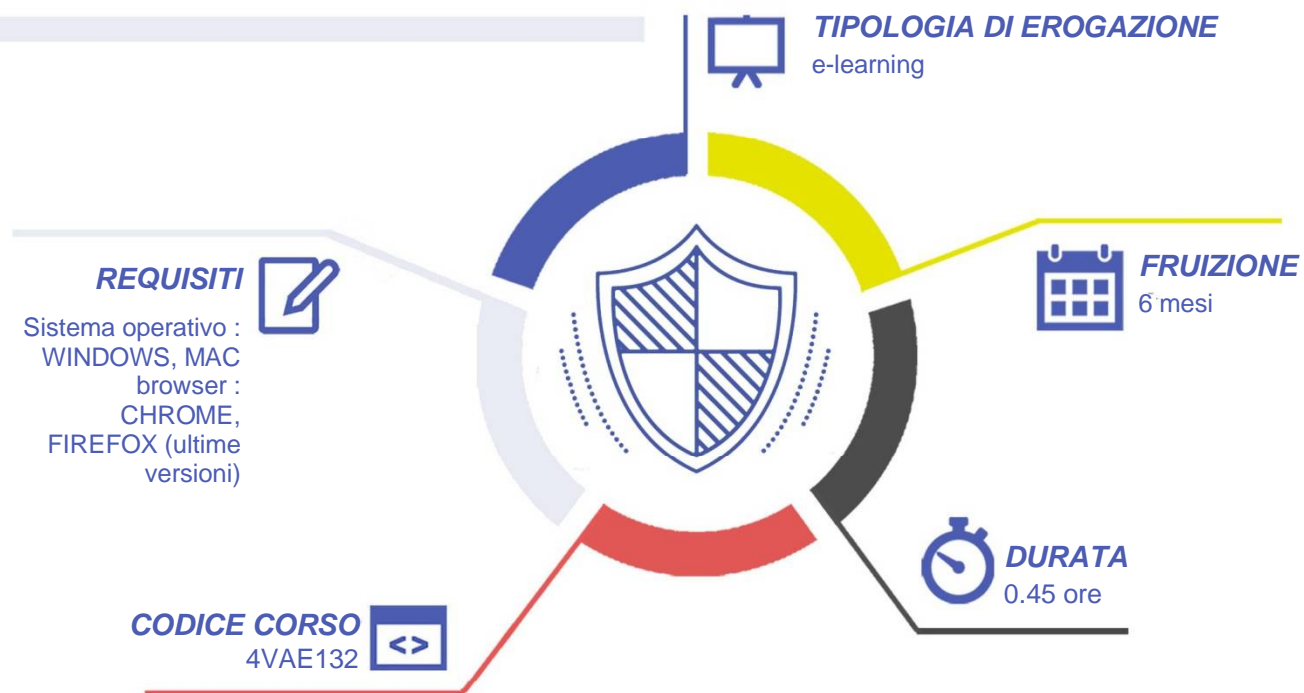 TIPOLOGIA DI EROGAZIONE
e-learning
REQUISITI
Sistema operativo :
WINDOWS, MAC
browser :
CHROME,
FIREFOX (ultime
versioni)
FRUIZIONE
6 mesi
DURATA
0.45 ore
CODICE CORSO
4VAE132
<>